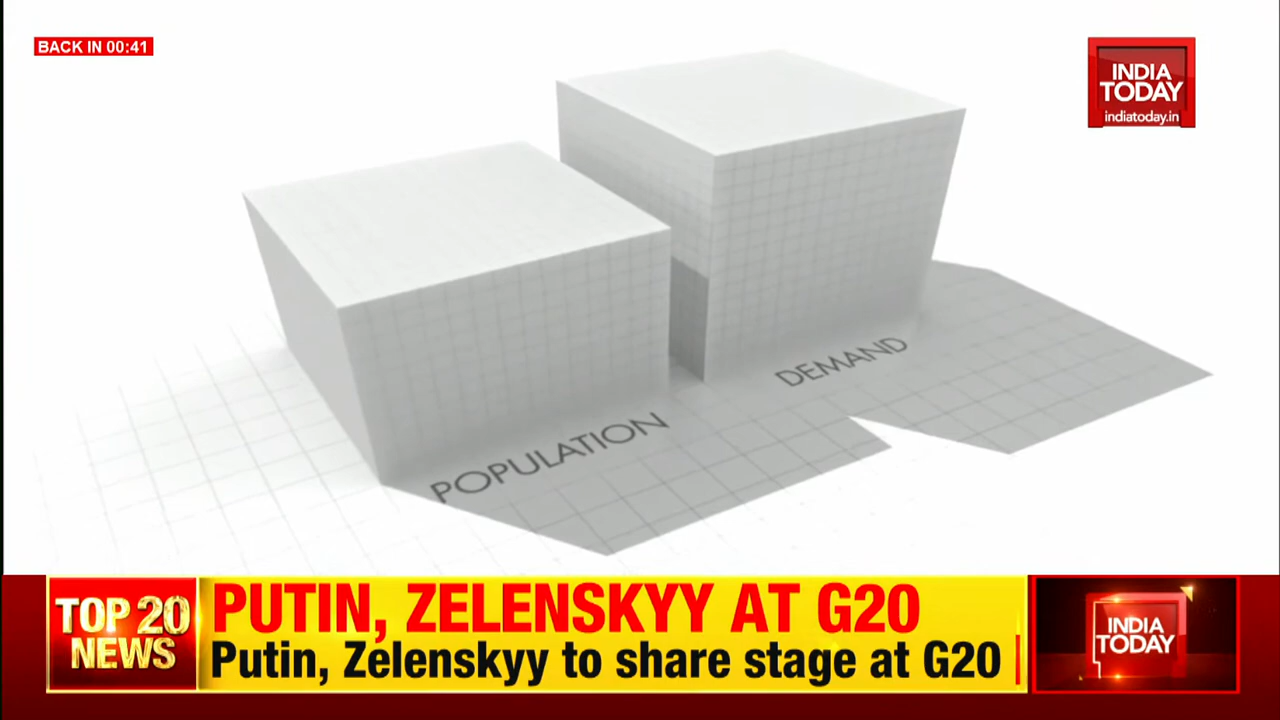 BACK IN 00:41
INDIA
TODAY
indiatoday.in
DEMAND
POPULATION
TOP 20
NEWS
PUTIN, ZELENSKYY AT G20
Putin, Zelenskyy to share stage at G20
INDIA
TODAY